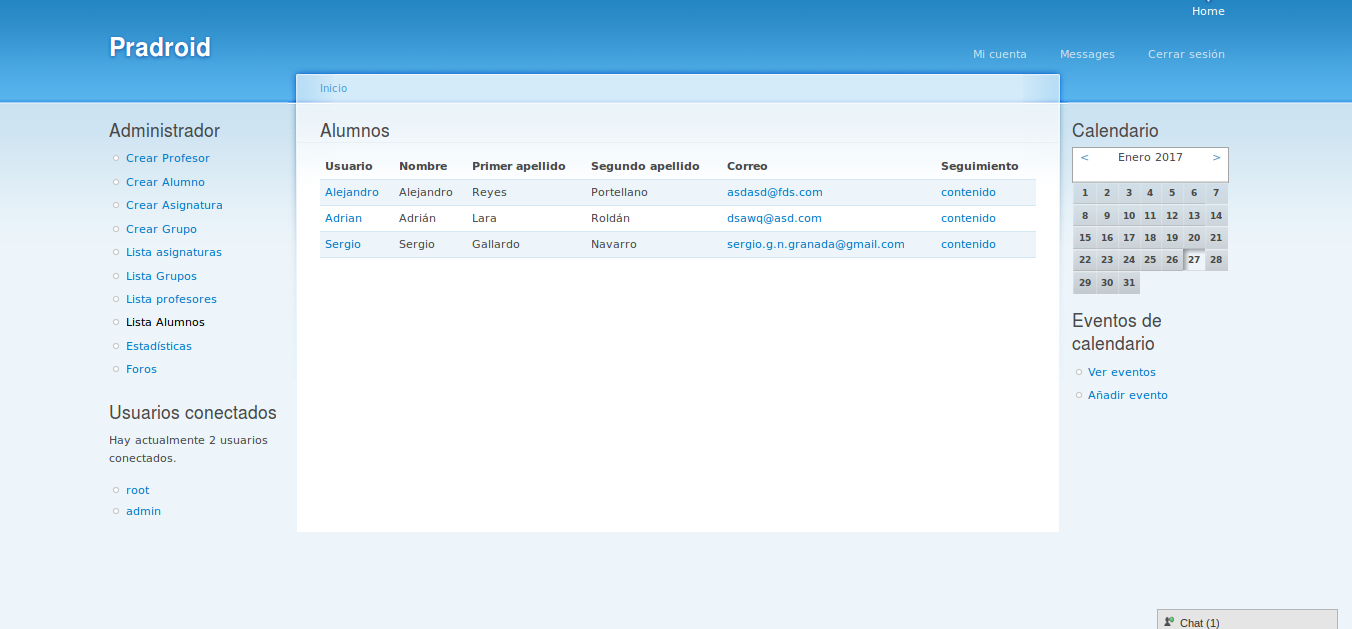 Home
Pradroid
Mi cuenta Messages Cerrar sesión
Inicio
Administrador
Crear Profesor
Crear Alumno
Crear Asignatura
Crear Grupo
Lista asignaturas
Lista Grupos
Lista profesores
Lista Alumnos
Estadísticas
Foros
Usuarios conectados
Hay actualmente 2 usuarios
conectados.
root
admin
Alumnos
Usuario Nombre Primer apellido Segundo apellido Correo Seguimiento
Alejandro Alejandro Reyes Portellano asdasd@fds.com contenido
Adrian Adrián Lara Roldán dsawq@asd.com contenido
Sergio Sergio Gallardo Navarro sergio.g.n.granada@gmail.com contenido
Calendario
< Enero 2017 >
1 2 3 4 5 6 7
8 9 10 11 12 13 14
15 16 17 18 19 20 21
22 23 24 25 26 27 28
29 30 31
Eventos de
calendario
Ver eventos
Añadir evento
Chat (1)